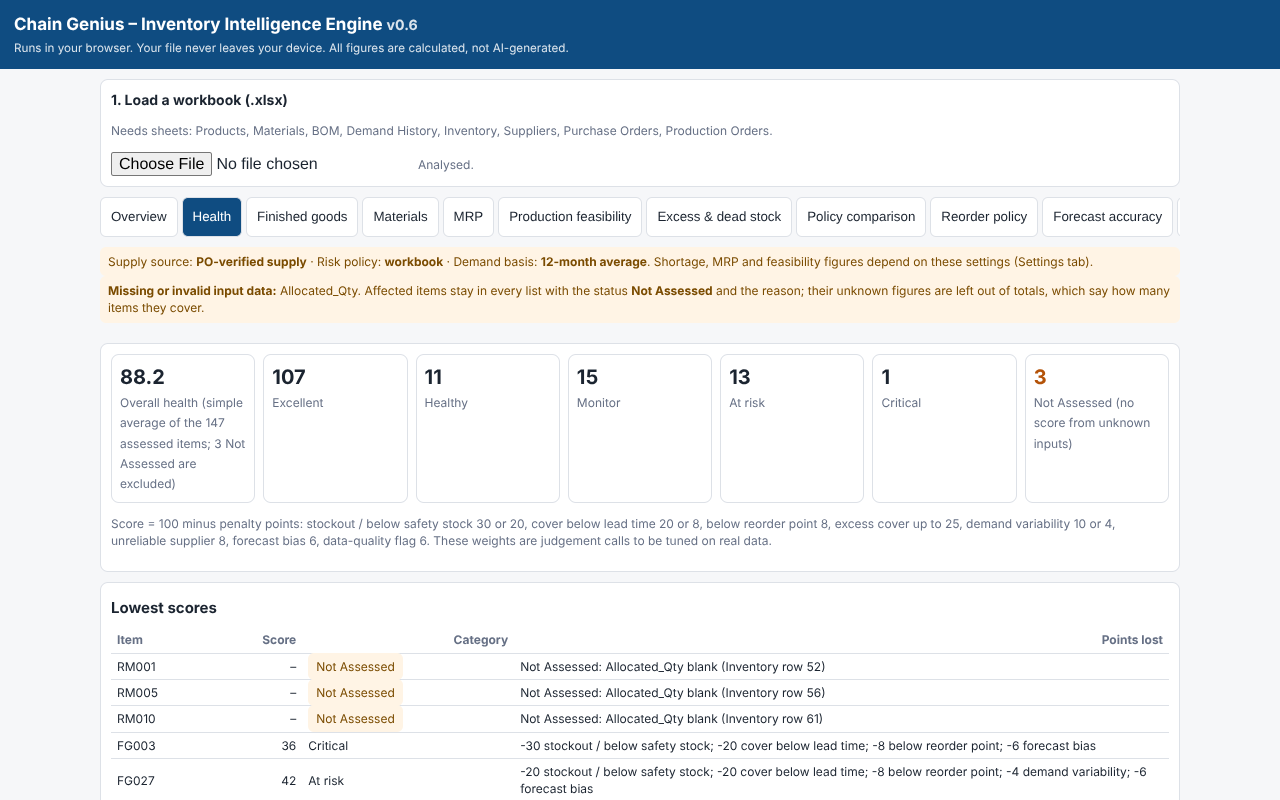 Chain Genius – Inventory Intelligence Engine v0.6
Runs in your browser. Your file never leaves your device. All figures are calculated, not AI-generated.
1. Load a workbook (.xlsx)
Needs sheets: Products, Materials, BOM, Demand History, Inventory, Suppliers, Purchase Orders, Production Orders.
Choose File No file chosen Analysed.
Overview Health Finished goods Materials MRP Production feasibility Excess & dead stock Policy comparison Reorder policy Forecast accuracy
Supply source: PO-verified supply · Risk policy: workbook · Demand basis: 12-month average. Shortage, MRP and feasibility figures depend on these settings (Settings tab).
Missing or invalid input data: Allocated_Qty. Affected items stay in every list with the status Not Assessed and the reason; their unknown figures are left out of totals, which say how many
items they cover.
88.2
Overall health (simple
average of the 147
assessed items; 3 Not
Assessed are
excluded)
107
Excellent
11
Healthy
15
Monitor
13
At risk
1
Critical
3
Not Assessed (no
score from unknown
inputs)
Score = 100 minus penalty points: stockout / below safety stock 30 or 20, cover below lead time 20 or 8, below reorder point 8, excess cover up to 25, demand variability 10 or 4,
unreliable supplier 8, forecast bias 6, data-quality flag 6. These weights are judgement calls to be tuned on real data.
Lowest scores
Item Score Category Points lost
RM001 – Not Assessed Not Assessed: Allocated_Qty blank (Inventory row 52)
RM005 – Not Assessed Not Assessed: Allocated_Qty blank (Inventory row 56)
RM010 – Not Assessed Not Assessed: Allocated_Qty blank (Inventory row 61)
FG003 36 Critical -30 stockout / below safety stock; -20 cover below lead time; -8 below reorder point; -6 forecast bias
FG027 42 At risk -20 stockout / below safety stock; -20 cover below lead time; -8 below reorder point; -4 demand variability; -6
forecast bias